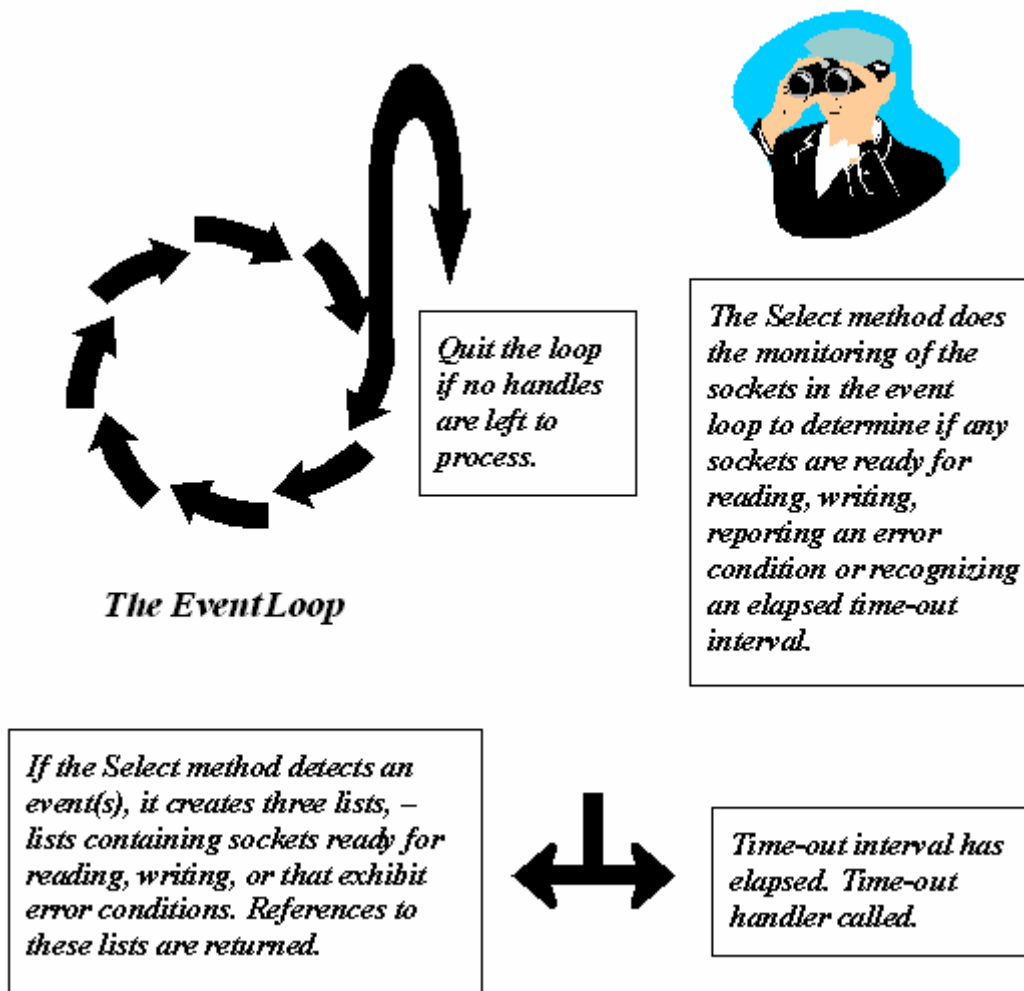 Quit the loop
if no handles
are left to
process.
The Select method does
the monitoring of the
sockets in the event
loop to determine if any
sockets are ready for
reading, writing,
reporting an error
condition or recognizing
an elapsed time-out
interval.
The Event Loop
If the Select method detects an
event(s), it creates three lists, –
lists containing sockets ready for
reading, writing, or that exhibit
error conditions. References to
these lists are returned.
Time-out interval has
elapsed. Time-out
handler called.